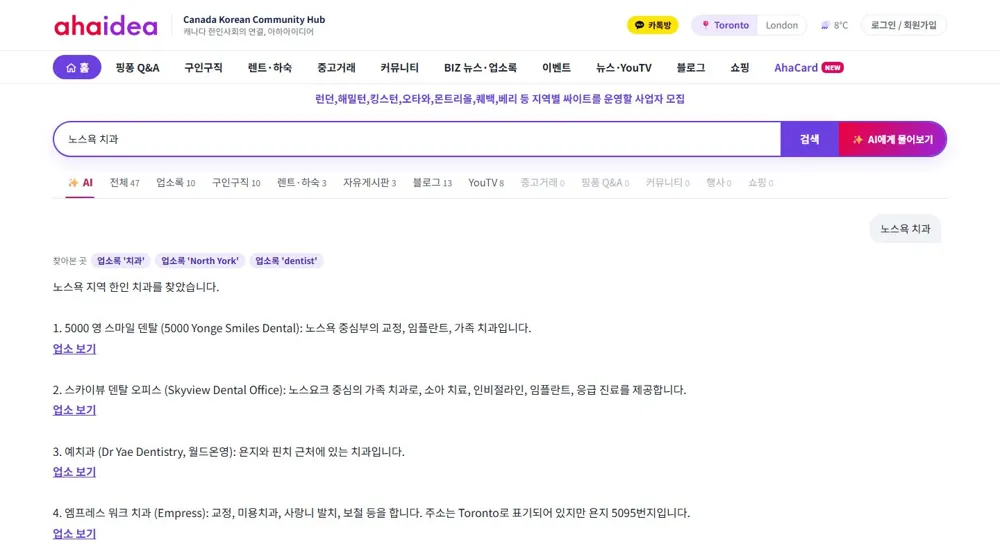 ahaidea
Canada Korean Community Hub
캐나다 한인사회의 연결, 아하아이디어
카톡방
Toronto
London
8°C
로그인 / 회원가입
홈
핑퐁 Q&A
구인구직
렌트·하숙
중고거래
커뮤니티
BIZ 뉴스·업소록
이벤트
뉴스·YouTV
블로그
쇼핑
AhaCard NEW
런던,해밀턴,킹스턴,오타와,몬트리올,퀘백,베리 등 지역별 싸이트를 운영할 사업자 모집
노스욕 치과
검색
AI에게 물어보기
AI
전체 47
업소록 10
구인구직 10
렌트·하숙 3
자유게시판 3
블로그 13
YouTV 8
중고거래 0
핑퐁 Q&A 0
커뮤니티 0
행사 0
쇼핑 0
노스욕 치과
찾아본 곳 업소록 '치과' 업소록 'North York' 업소록 'dentist'
노스욕 지역 한인 치과를 찾았습니다.
1. 5000 영 스마일 덴탈 (5000 Yonge Smiles Dental): 노스욕 중심부의 교정, 임플란트, 가족 치과입니다.
업소 보기
2. 스카이뷰 덴탈 오피스 (Skyview Dental Office): 노스요크 중심의 가족 치과로, 소아 치료, 인비절라인, 임플란트, 응급 진료를 제공합니다.
업소 보기
3. 예치과 (Dr Yae Dentistry, 월드온영): 욘지와 핀치 근처에 있는 치과입니다.
업소 보기
4. 엠프레스 워크 치과 (Empress): 교정, 미용치과, 사랑니 발치, 보철 등을 합니다. 주소는 Toronto로 표기되어 있지만 욘지 5095번지입니다.
업소 보기